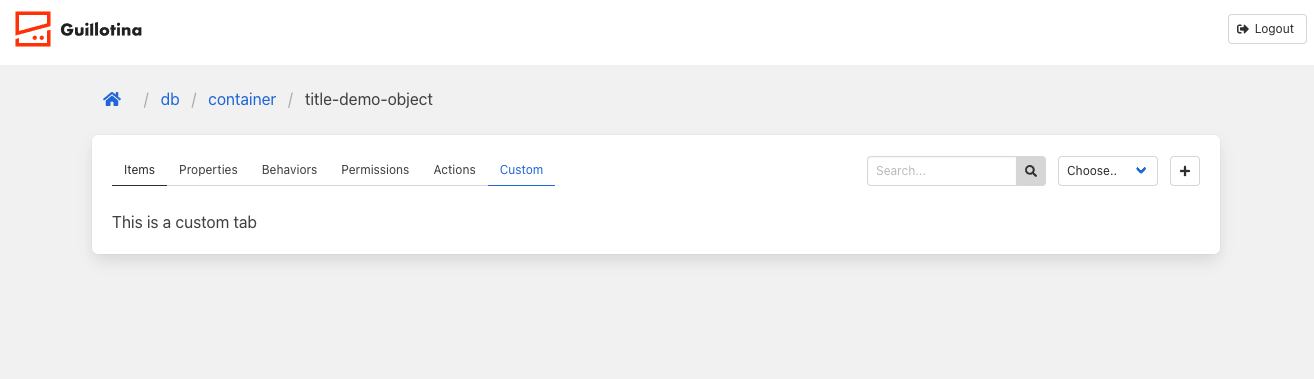 Guillotina
Logout
/ db / container / title-demo-object
Items Properties Behaviors Permissions Actions Custom
Search...
Choose..
This is a custom tab